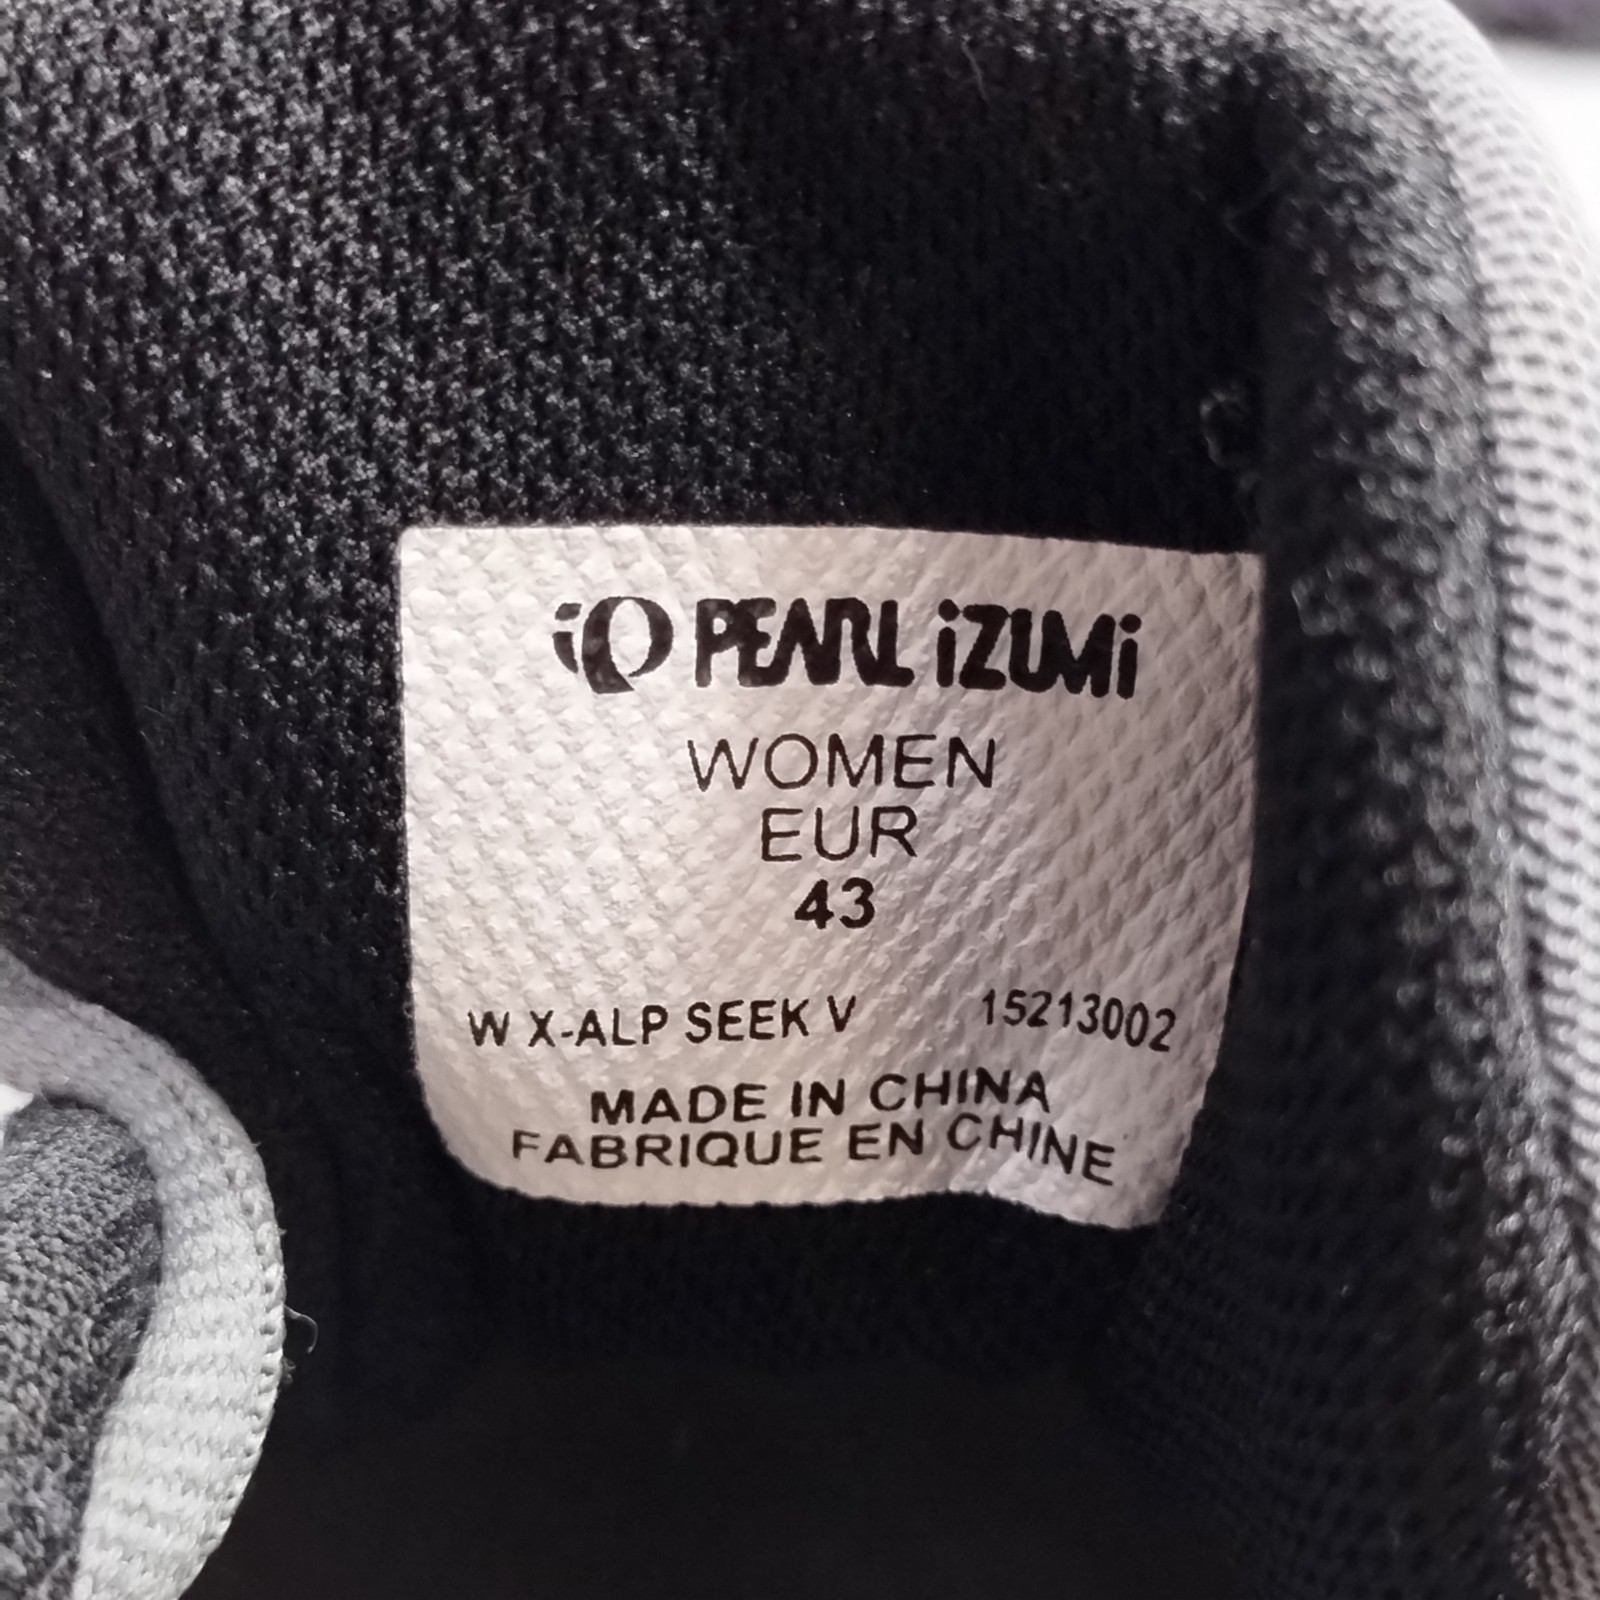 PEARL iZUMi
WOMEN
EUR
43
W X-ALP SEEK V 15213002
MADE IN CHINA
FABRIQUE EN CHINE